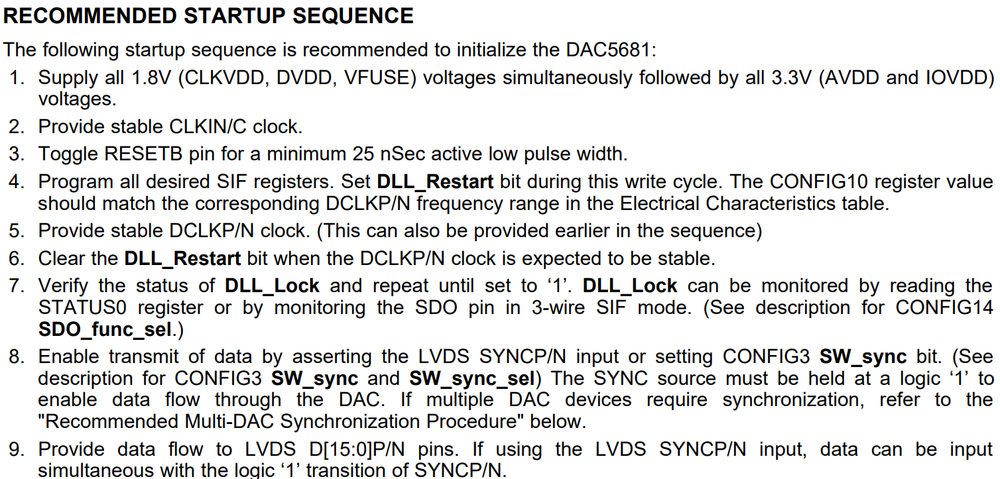 RECOMMENDED STARTUP SEQUENCE
The following startup sequence is recommended to initialize the DAC5681:
1. Supply all 1.8V (CLKVDD, DVDD, VFUSE) voltages simultaneously followed by all 3.3V (AVDD and IOVDD)
voltages.
2. Provide stable CLKIN/C clock.
3. Toggle RESETB pin for a minimum 25 nSec active low pulse width.
4. Program all desired SIF registers. Set DLL_Restart bit during this write cycle. The CONFIG10 register value
should match the corresponding DCLKP/N frequency range in the Electrical Characteristics table.
5. Provide stable DCLKP/N clock. (This can also be provided earlier in the sequence)
6. Clear the DLL_Restart bit when the DCLKP/N clock is expected to be stable.
7. Verify the status of DLL_Lock and repeat until set to ‘1’. DLL_Lock can be monitored by reading the
STATUS0 register or by monitoring the SDO pin in 3-wire SIF mode. (See description for CONFIG14
SDO_func_sel.)
8. Enable transmit of data by asserting the LVDS SYNCP/N input or setting CONFIG3 SW_sync bit. (See
description for CONFIG3 SW_sync and SW_sync_sel) The SYNC source must be held at a logic ‘1’ to
enable data flow through the DAC. If multiple DAC devices require synchronization, refer to the
"Recommended Multi-DAC Synchronization Procedure" below.
9. Provide data flow to LVDS D[15:0]P/N pins. If using the LVDS SYNCP/N input, data can be input
simultaneous with the logic ‘1’ transition of SYNCP/N.